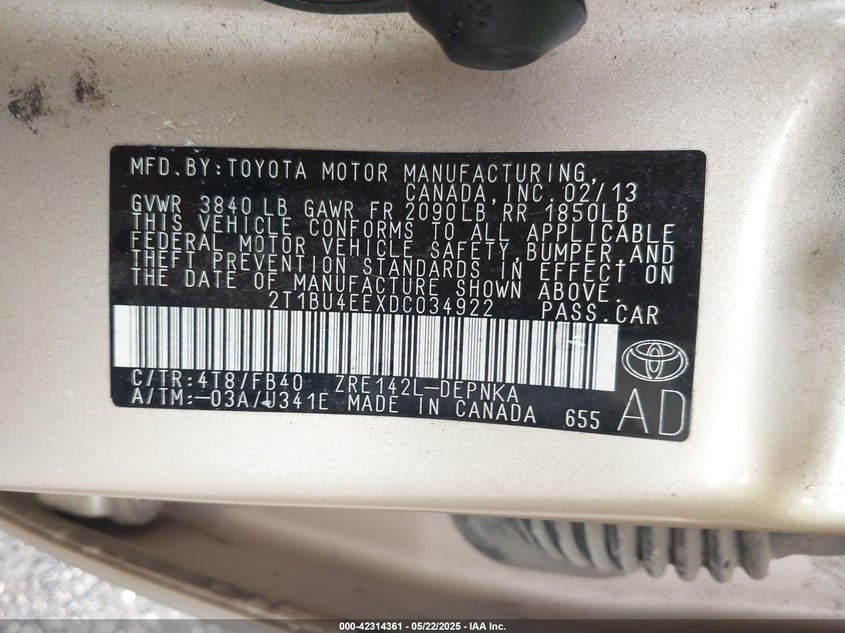 MFD.BY:TOYOTA MOTOR MANUFACTURING,
CANADA,INC. 02/13
GVWR 3840 LB GAWR FR 2090LB RR 1850LB
THIS VEHICLE CONFORMS TO ALL APPLICABLE
FEDERAL MOTOR VEHICLE SAFETY,BUMPER,AND
THEFT PREVENTION STANDARDS IN EFFECT ON
THE DATE OF MANUFACTURE SHOWN ABOVE.
2T1BU4EEXDC034922 PASS.CAR
C/TR:4T8/FB40 ZRE142L-DEPNKA
A/TM:-03A/U341E MADE IN CANADA 655
AD
000-42314361 - 05/22/2025 - IAA Inc.